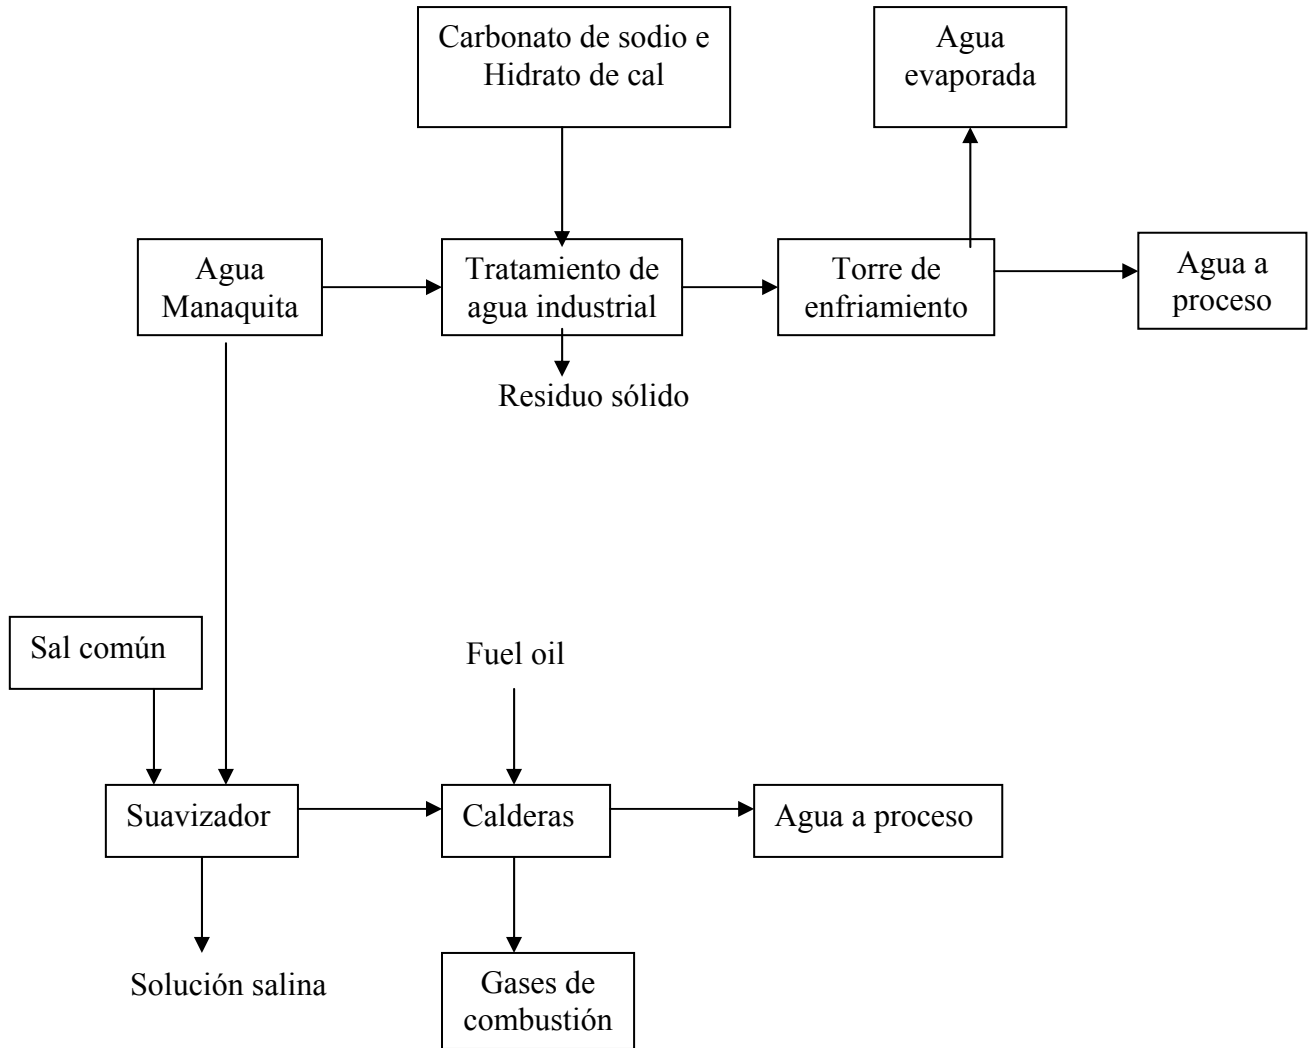 Carbonato de sodio e
Hidrato de cal
Agua
evaporada
Agua
Manaquita
Tratamiento de
agua industrial
Torre de
enfriamiento
Agua a
proceso
Residuo sólido
Sal común
Fuel oil
Suavizador
Calderas
Agua a proceso
Solución salina
Gases de
combustión